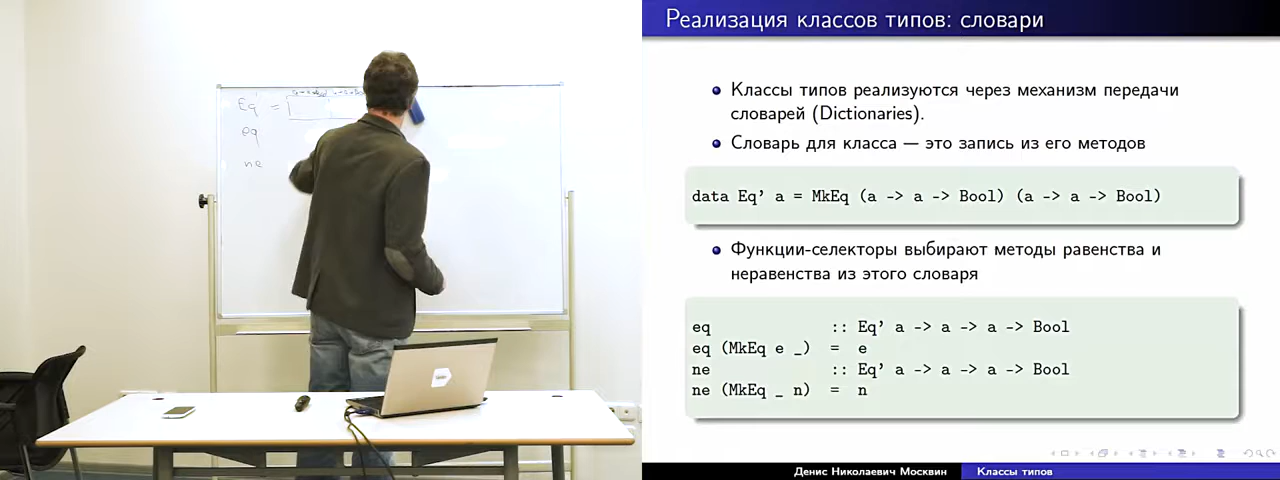 Eq =
eq
ne
Реализация классов типов: словари
Классы типов реализуются через механизм передачи
словарей (Dictionaries).
Словарь для класса — это запись из его методов
data Eq' a = MkEq (a -> a -> Bool) (a -> a -> Bool)
Функции-селекторы выбирают методы равенства и
неравенства из этого словаря
eq :: Eq' a -> a -> a -> Bool
eq (MkEq e _) = e
ne :: Eq' a -> a -> a -> Bool
ne (MkEq _ n) = n
Денис Николаевич Москвин Классы типов